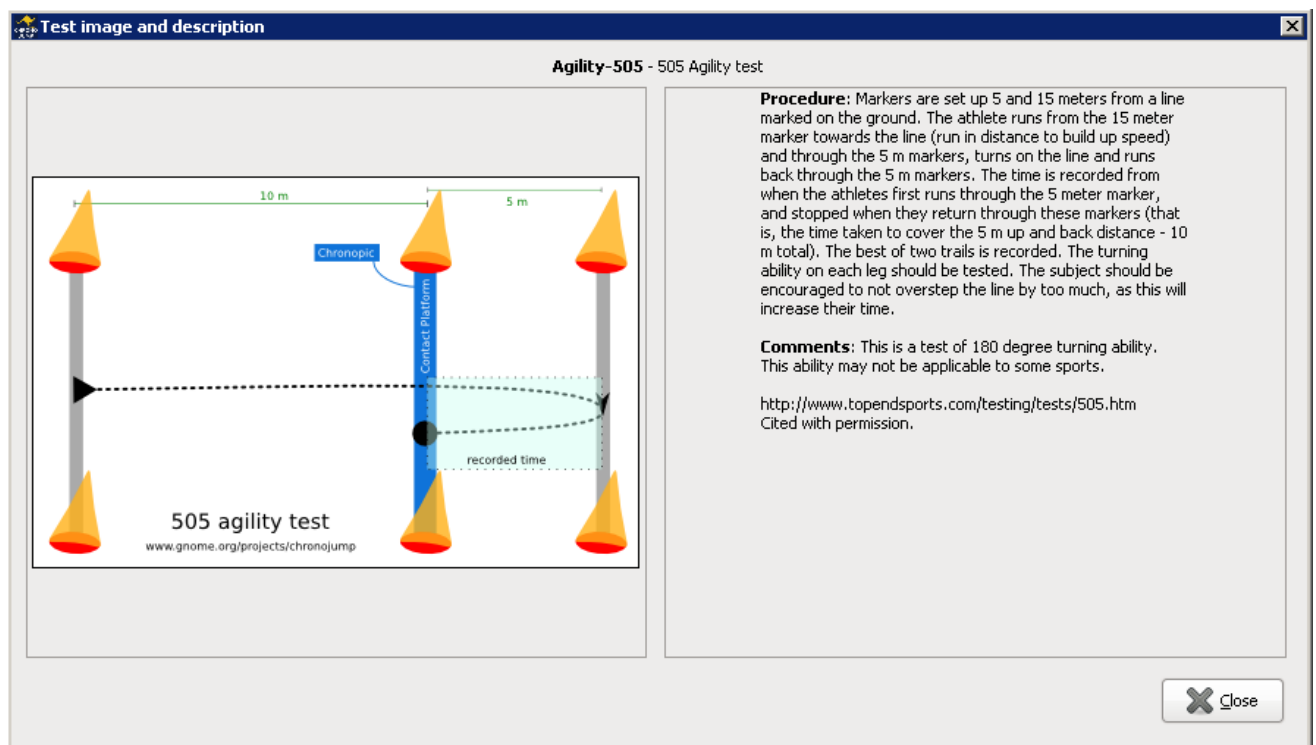 Test image and description
Agility-505 - 505 Agility test
10 m
5 m
Chronopic
Contact Platform
recorded time
505 agility test
www.gnome.org/projects/chronojump
Procedure: Markers are set up 5 and 15 meters from a line
marked on the ground. The athlete runs from the 15 meter
marker towards the line (run in distance to build up speed)
and through the 5 m markers, turns on the line and runs
back through the 5 m markers. The time is recorded from
when the athletes first runs through the 5 meter marker,
and stopped when they return through these markers (that
is, the time taken to cover the 5 m up and back distance - 10
m total). The best of two trails is recorded. The turning
ability on each leg should be tested. The subject should be
encouraged to not overstep the line by too much, as this will
increase their time.
Comments: This is a test of 180 degree turning ability.
This ability may not be applicable to some sports.
http://www.topendsports.com/testing/tests/505.htm
Cited with permission.
Close